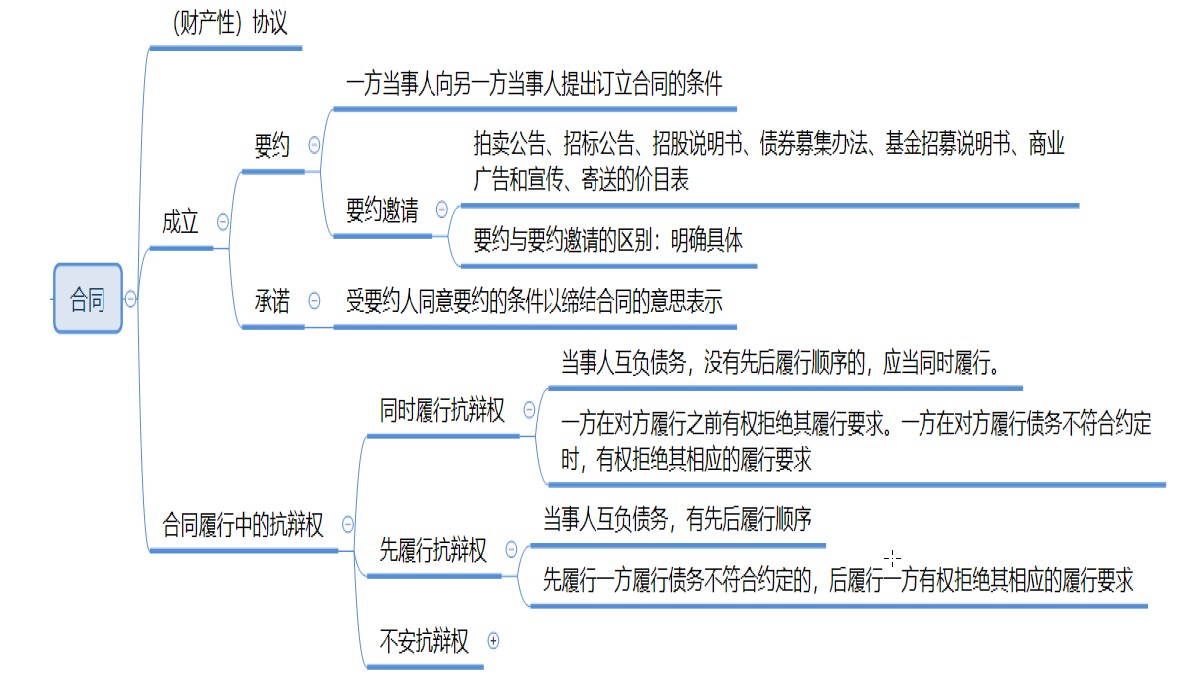 （财产性）协议
一方当事人向另一方当事人提出订立合同的条件
要约
拍卖公告、招标公告、招股说明书、债券募集办法、基金招募说明书、商业
广告和宣传、寄送的价目表
要约邀请
要约与要约邀请的区别：明确具体
成立
承诺
受要约人同意要约的条件以缔结合同的意思表示
合同
当事人互负债务，没有先后履行顺序的，应当同时履行。
同时履行抗辩权
一方在对方履行之前有权拒绝其履行要求。一方在对方履行债务不符合约定
时，有权拒绝其相应的履行要求
合同履行中的抗辩权
当事人互负债务，有先后履行顺序
先履行抗辩权
先履行一方履行债务不符合约定的，后履行一方有权拒绝其相应的履行要求
不安抗辩权